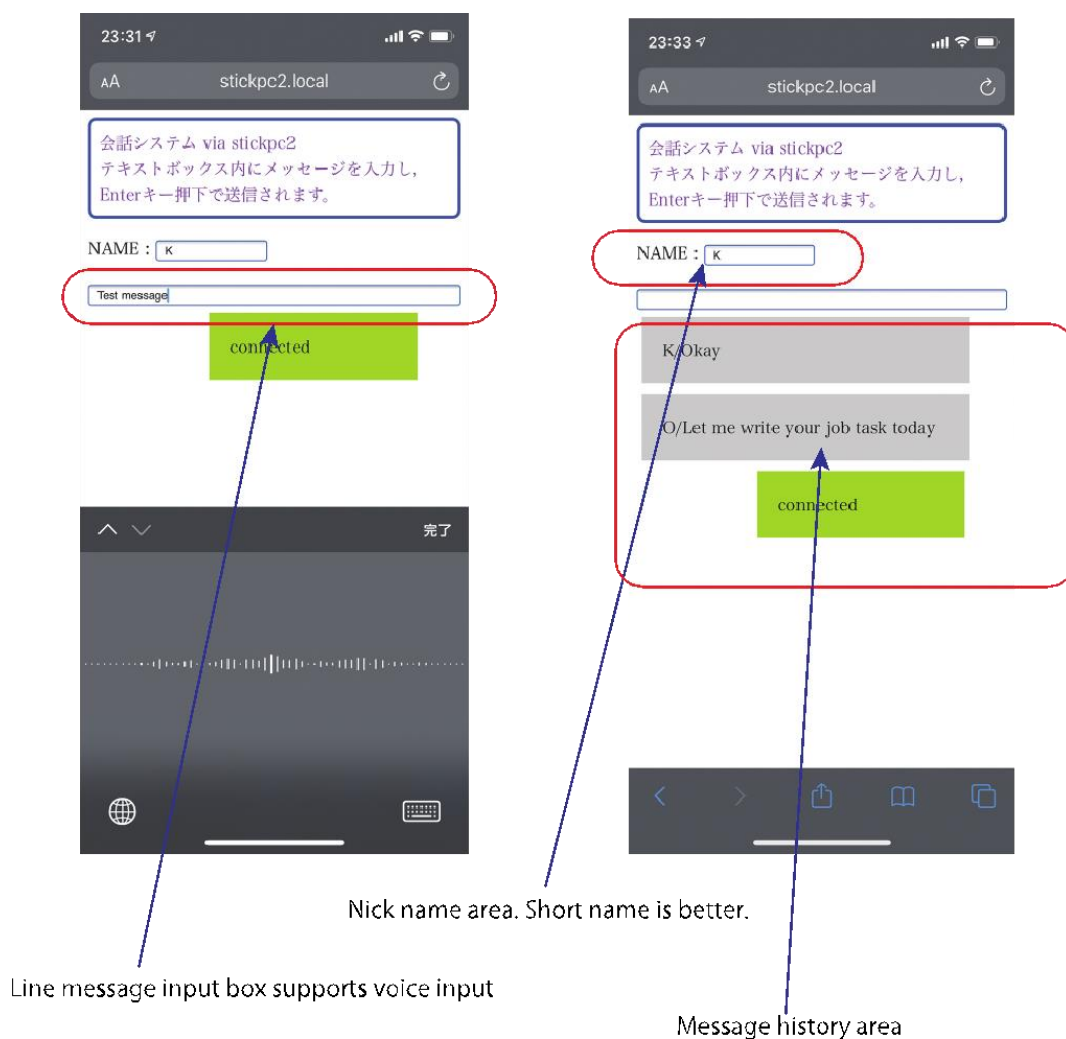 23:31
AA stickpc2.local
会話システム via stickpc2
テキストボックス内にメッセージを入力し,
Enterキー押下で送信されます。
NAME : K
Test message
connected
完了
23:33
AA stickpc2.local
会話システム via stickpc2
テキストボックス内にメッセージを入力し,
Enterキー押下で送信されます。
NAME : K
K/Okay
O/Let me write your job task today
connected
Nick name area. Short name is better.
Line message input box supports voice input
Message history area